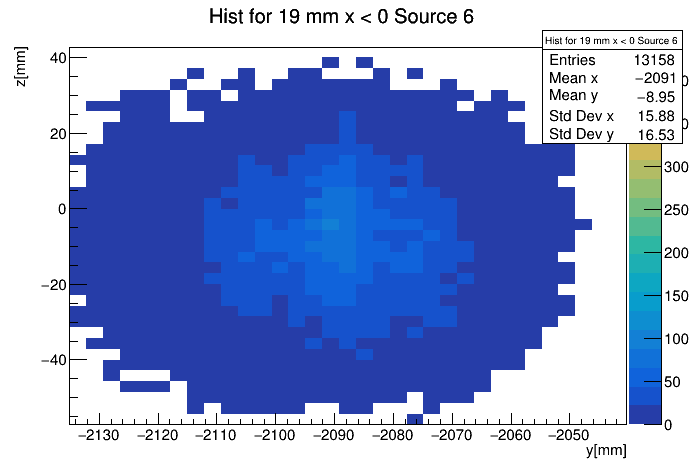 Hist for 19 mm x < 0 Source 6
Hist for 19 mm x < 0 Source 6
Entries 13158
Mean x −2091
Mean y −8.95
Std Dev x 15.88
Std Dev y 16.53
z[mm]
40
20
0
−20
−40
300
250
200
150
100
50
0
−2130 −2120 −2110 −2100 −2090 −2080 −2070 −2060 −2050
y[mm]